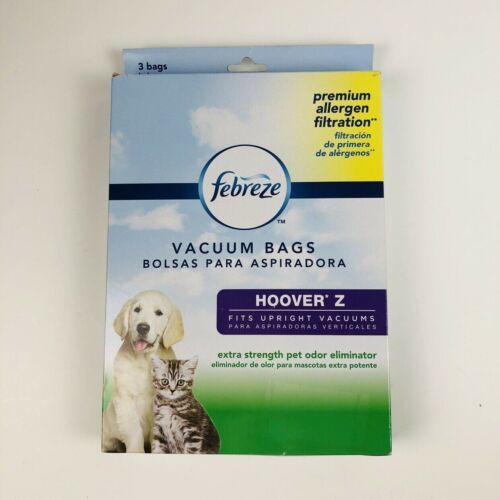 3 bags
premium
allergen
filtration**
filtración
de primera
de alérgenos**
febreze™
VACUUM BAGS
BOLSAS PARA ASPIRADORA
HOOVER® Z
FITS UPRIGHT VACUUMS
PARA ASPIRADORAS VERTICALES
extra strength pet odor eliminator
eliminador de olor para mascotas extra potente